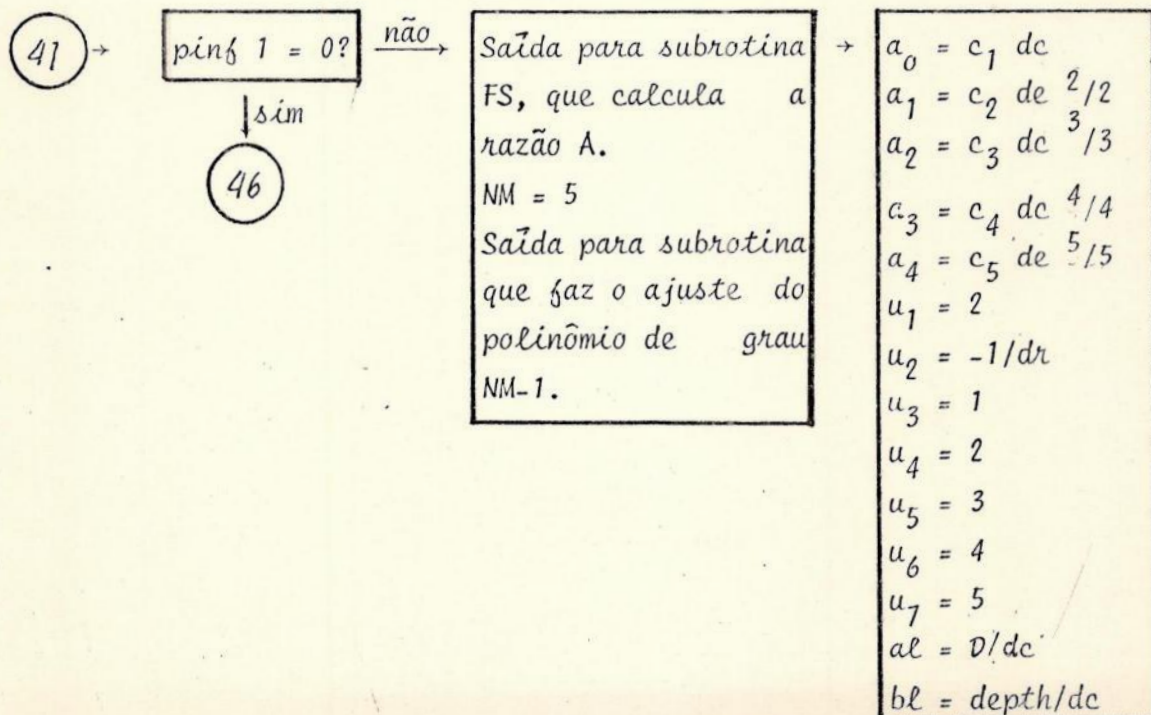 41 → pinf 1 = 0? não →
sim
46
Saída para subrotina
FS, que calcula a
razão A.
NM = 5
Saída para subrotina
que faz o ajuste do
polinômio de grau
NM-1.
→
a₀ = c₁ dc
a₁ = c₂ de ²/2
a₂ = c₃ dc ³/3
a₃ = c₄ dc ⁴/4
a₄ = c₅ de ⁵/5
u₁ = 2
u₂ = -1/dr
u₃ = 1
u₄ = 2
u₅ = 3
u₆ = 4
u₇ = 5
al = D/dc
bl = depth/dc